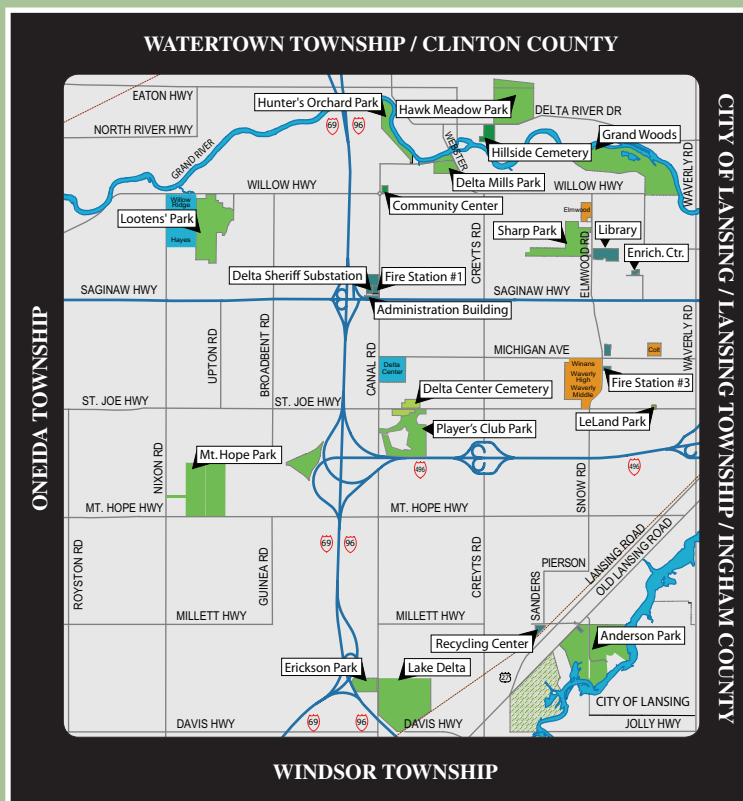 WATERTOWN TOWNSHIP / CLINTON COUNTY
EATON HWY
Hunter's Orchard Park
Hawk Meadow Park
DELTA RIVER DR
69
96
NORTH RIVER HWY
WEBSTER
Grand Woods
GRAND RIVER
Hillside Cemetery
WAVERLY RD
Delta Mills Park
WILLOW HWY
WILLOW HWY
Willow
Ridge
Community Center
Elmwood
Lootens' Park
Hayes
CREYTS RD
Sharp Park
ELMWOOD RD
Library
Enrich. Ctr.
Delta Sheriff Substation
Fire Station #1
SAGINAW HWY
SAGINAW HWY
Administration Building
UPTON RD
BROADBENT RD
CANAL RD
WAVERLY RD
MICHIGAN AVE
Colt
Delta
Center
Winans
Waverly
High
Waverly
Middle
Fire Station #3
Delta Center Cemetery
ST. JOE HWY
ST. JOE HWY
LeLand Park
Player's Club Park
NIXON RD
Mt. Hope Park
496
496
SNOW RD
MT. HOPE HWY
MT. HOPE HWY
69
96
ROYSTON RD
GUINEA RD
CREYTS RD
LANSING ROAD
OLD LANSING ROAD
PIERSON
SANDERS
MILLETT HWY
MILLETT HWY
Recycling Center
Anderson Park
Erickson Park
Lake Delta
CITY OF LANSING
69
96
DAVIS HWY
DAVIS HWY
JOLLY HWY
ONEIDA TOWNSHIP
CITY OF LANSING / LANSING TOWNSHIP / INGHAM COUNTY
WINDSOR TOWNSHIP